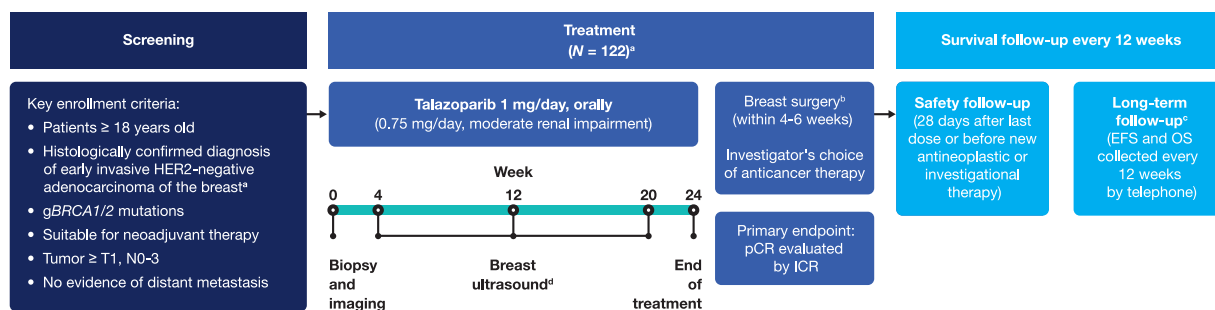 Screening
Treatment
(N = 122)ᵃ
Survival follow-up every 12 weeks
Key enrollment criteria:
• Patients ≥ 18 years old
• Histologically confirmed diagnosis
of early invasive HER2-negative
adenocarcinoma of the breastᵃ
• gBRCA1/2 mutations
• Suitable for neoadjuvant therapy
• Tumor ≥ T1, N0-3
• No evidence of distant metastasis
Talazoparib 1 mg/day, orally
(0.75 mg/day, moderate renal impairment)
Week
0 4 12 20 24
Biopsy
and
imaging
Breast
ultrasoundᵈ
End
of
treatment
Breast surgeryᵇ
(within 4-6 weeks)
Investigator's choice
of anticancer therapy
Primary endpoint:
pCR evaluated
by ICR
Safety follow-up
(28 days after last
dose or before new
antineoplastic or
investigational
therapy)
Long-term
follow-upᶜ
(EFS and OS
collected every
12 weeks
by telephone)